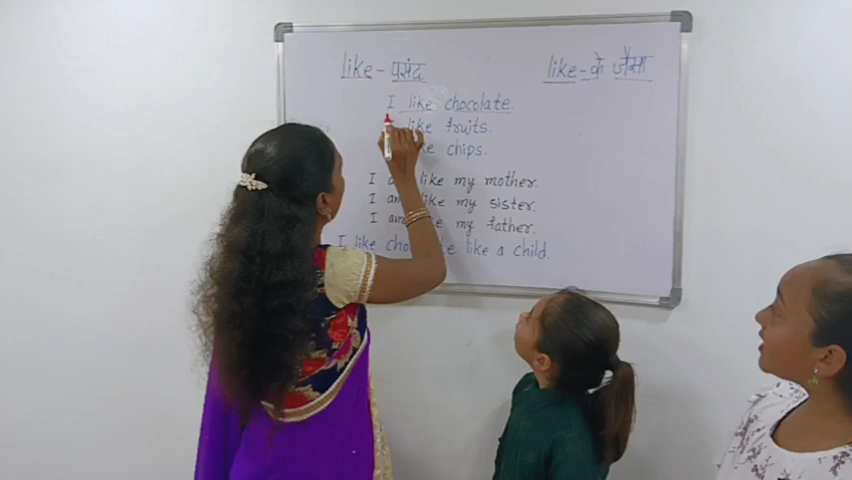 like - पसंद
like - के जैसा
I like chocolate.
like fruits.
chips.
I like my mother.
I am like my sister.
I am my father.
I like like a child.